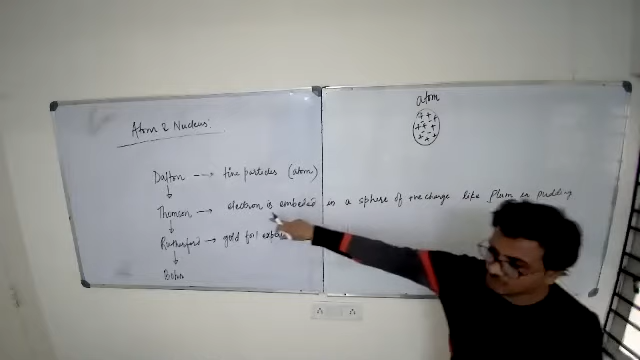 Atom & Nucleus:
Dalton → tine particles (atom)
Thomson → electron is embeded in a sphere of +ve charge like Plum in pudding
Rutherford → gold foil
Bohr
atom